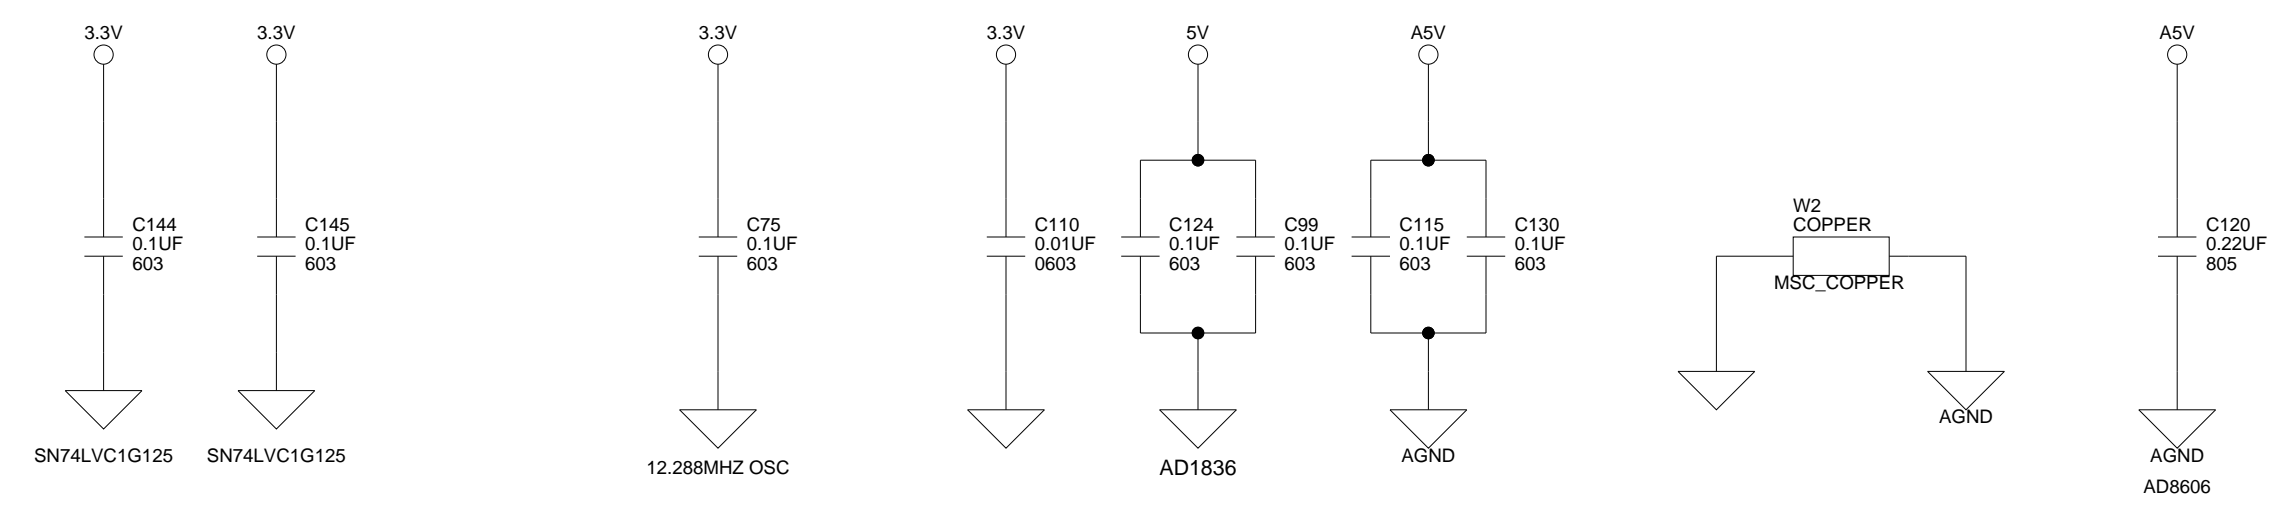 3.3V
3.3V
3.3V
3.3V
5V
A5V
A5V
C144
0.1UF
603
C145
0.1UF
603
C75
0.1UF
603
C110
0.01UF
0603
C124
0.1UF
603
C99
0.1UF
603
C115
0.1UF
603
C130
0.1UF
603
W2
COPPER
MSC_COPPER
C120
0.22UF
805
SN74LVC1G125
SN74LVC1G125
12.288MHZ OSC
AD1836
AGND
AGND
AGND
AD8606